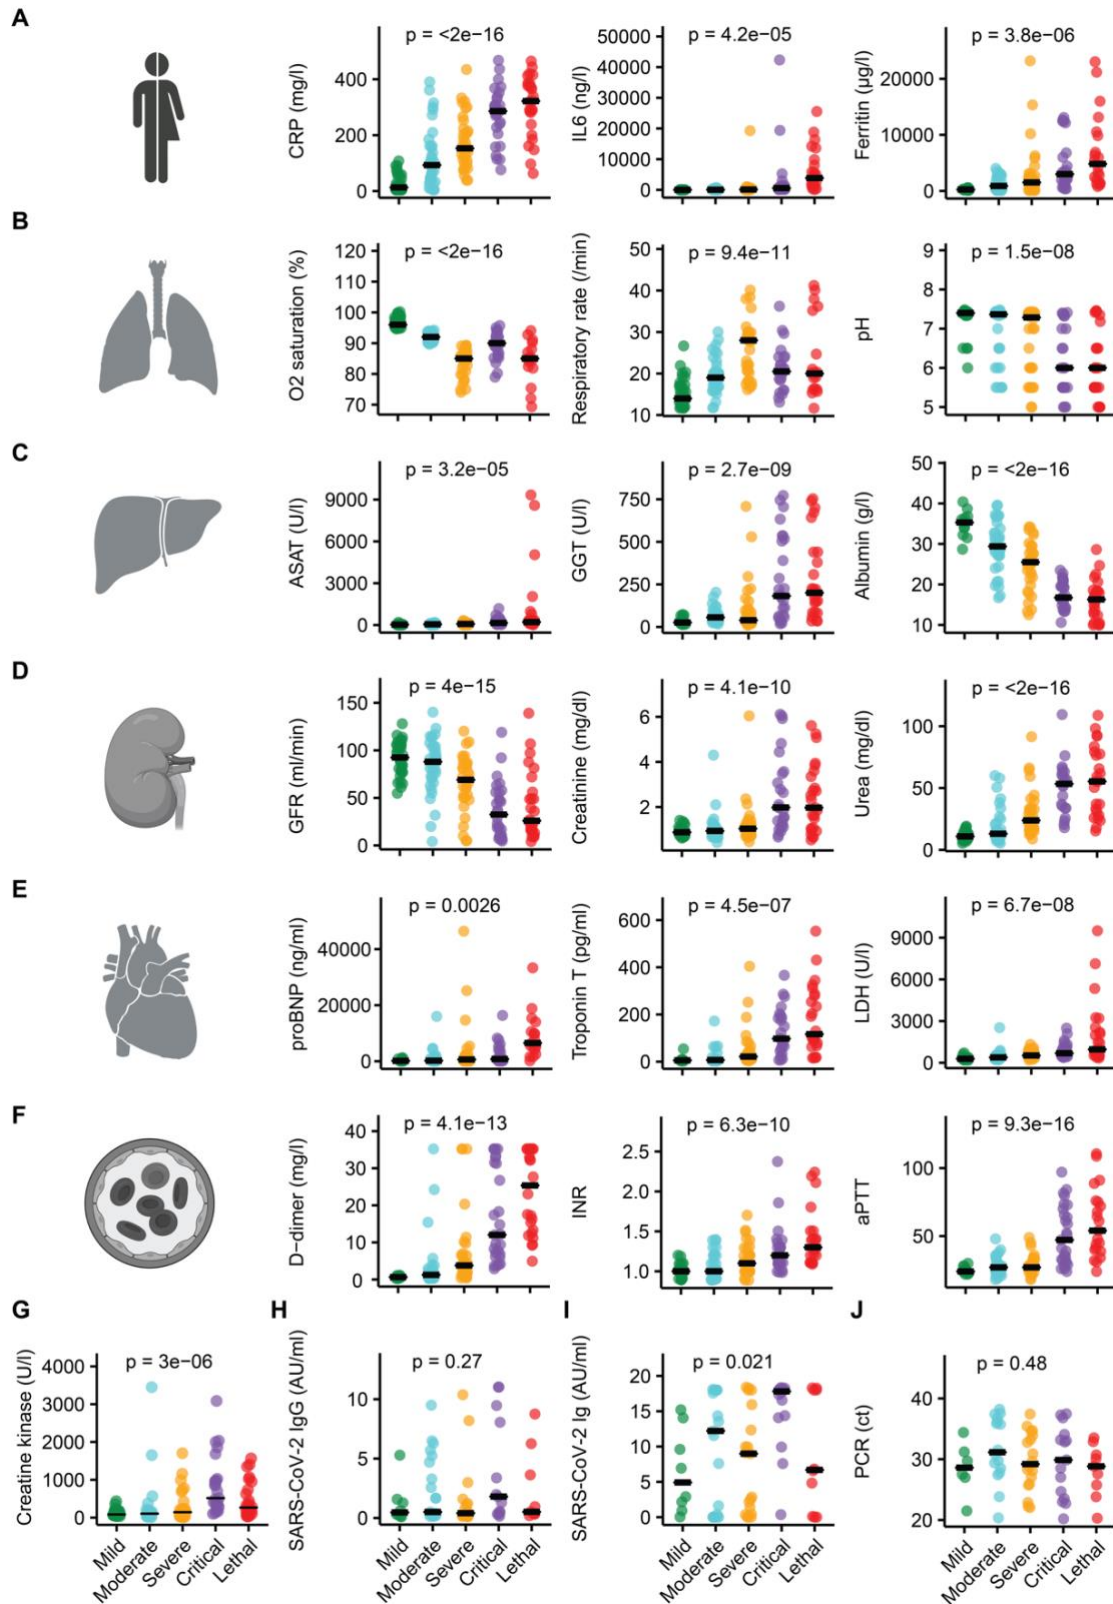 A
CRP (mg/l)
p = <2e−16
400
200
0
IL6 (ng/l)
p = 4.2e−05
50000
40000
30000
20000
10000
0
Ferritin (µg/l)
p = 3.8e−06
20000
10000
0
B
O2 saturation (%)
p = <2e−16
120
110
100
90
80
70
Respiratory rate (/min)
p = 9.4e−11
50
40
30
20
10
pH
p = 1.5e−08
9
8
7
6
5
C
ASAT (U/l)
p = 3.2e−05
9000
6000
3000
0
GGT (U/l)
p = 2.7e−09
750
500
250
0
Albumin (g/l)
p = <2e−16
50
40
30
20
10
D
GFR (ml/min)
p = 4e−15
150
100
50
0
Creatinine (mg/dl)
p = 4.1e−10
6
4
2
Urea (mg/dl)
p = <2e−16
100
50
0
E
proBNP (ng/ml)
p = 0.0026
40000
20000
0
Troponin T (pg/ml)
p = 4.5e−07
600
400
200
0
LDH (U/l)
p = 6.7e−08
9000
6000
3000
0
F
D−dimer (mg/l)
p = 4.1e−13
40
30
20
10
0
INR
p = 6.3e−10
2.5
2.0
1.5
1.0
aPTT
p = 9.3e−16
100
50
G
Creatine kinase (U/l)
p = 3e−06
4000
3000
2000
1000
0
Mild
Moderate
Severe
Critical
Lethal
H
SARS−CoV−2 IgG (AU/ml)
p = 0.27
10
5
0
Mild
Moderate
Severe
Critical
Lethal
I
SARS−CoV−2 Ig (AU/ml)
p = 0.021
20
15
10
5
0
Mild
Moderate
Severe
Critical
Lethal
J
PCR (ct)
p = 0.48
40
30
20
Mild
Moderate
Severe
Critical
Lethal